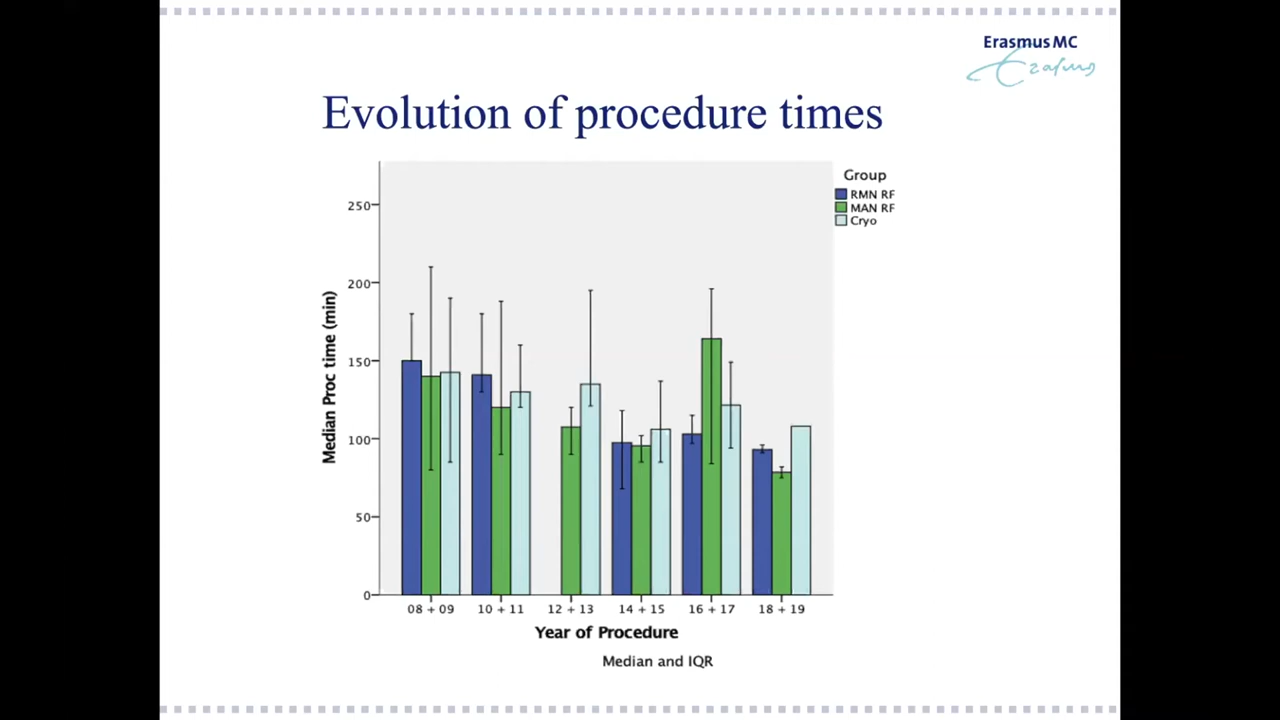 Erasmus MC
Erasmus
Evolution of procedure times
Group
RMN RF
MAN RF
Cryo
250
200
150
100
50
0
Median Proc time (min)
08 + 09 10 + 11 12 + 13 14 + 15 16 + 17 18 + 19
Year of Procedure
Median and IQR